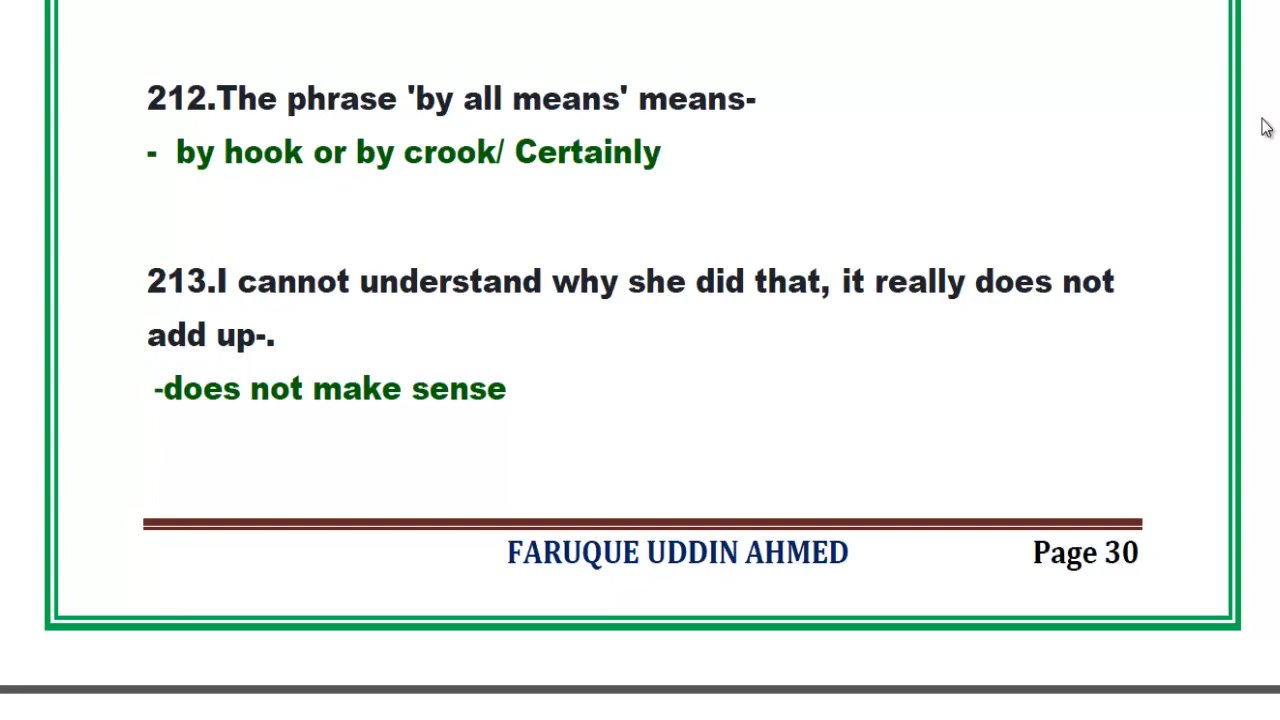 212.The phrase 'by all means' means-
- by hook or by crook/ Certainly
213.I cannot understand why she did that, it really does not
add up-.
-does not make sense
FARUQUE UDDIN AHMED Page 30